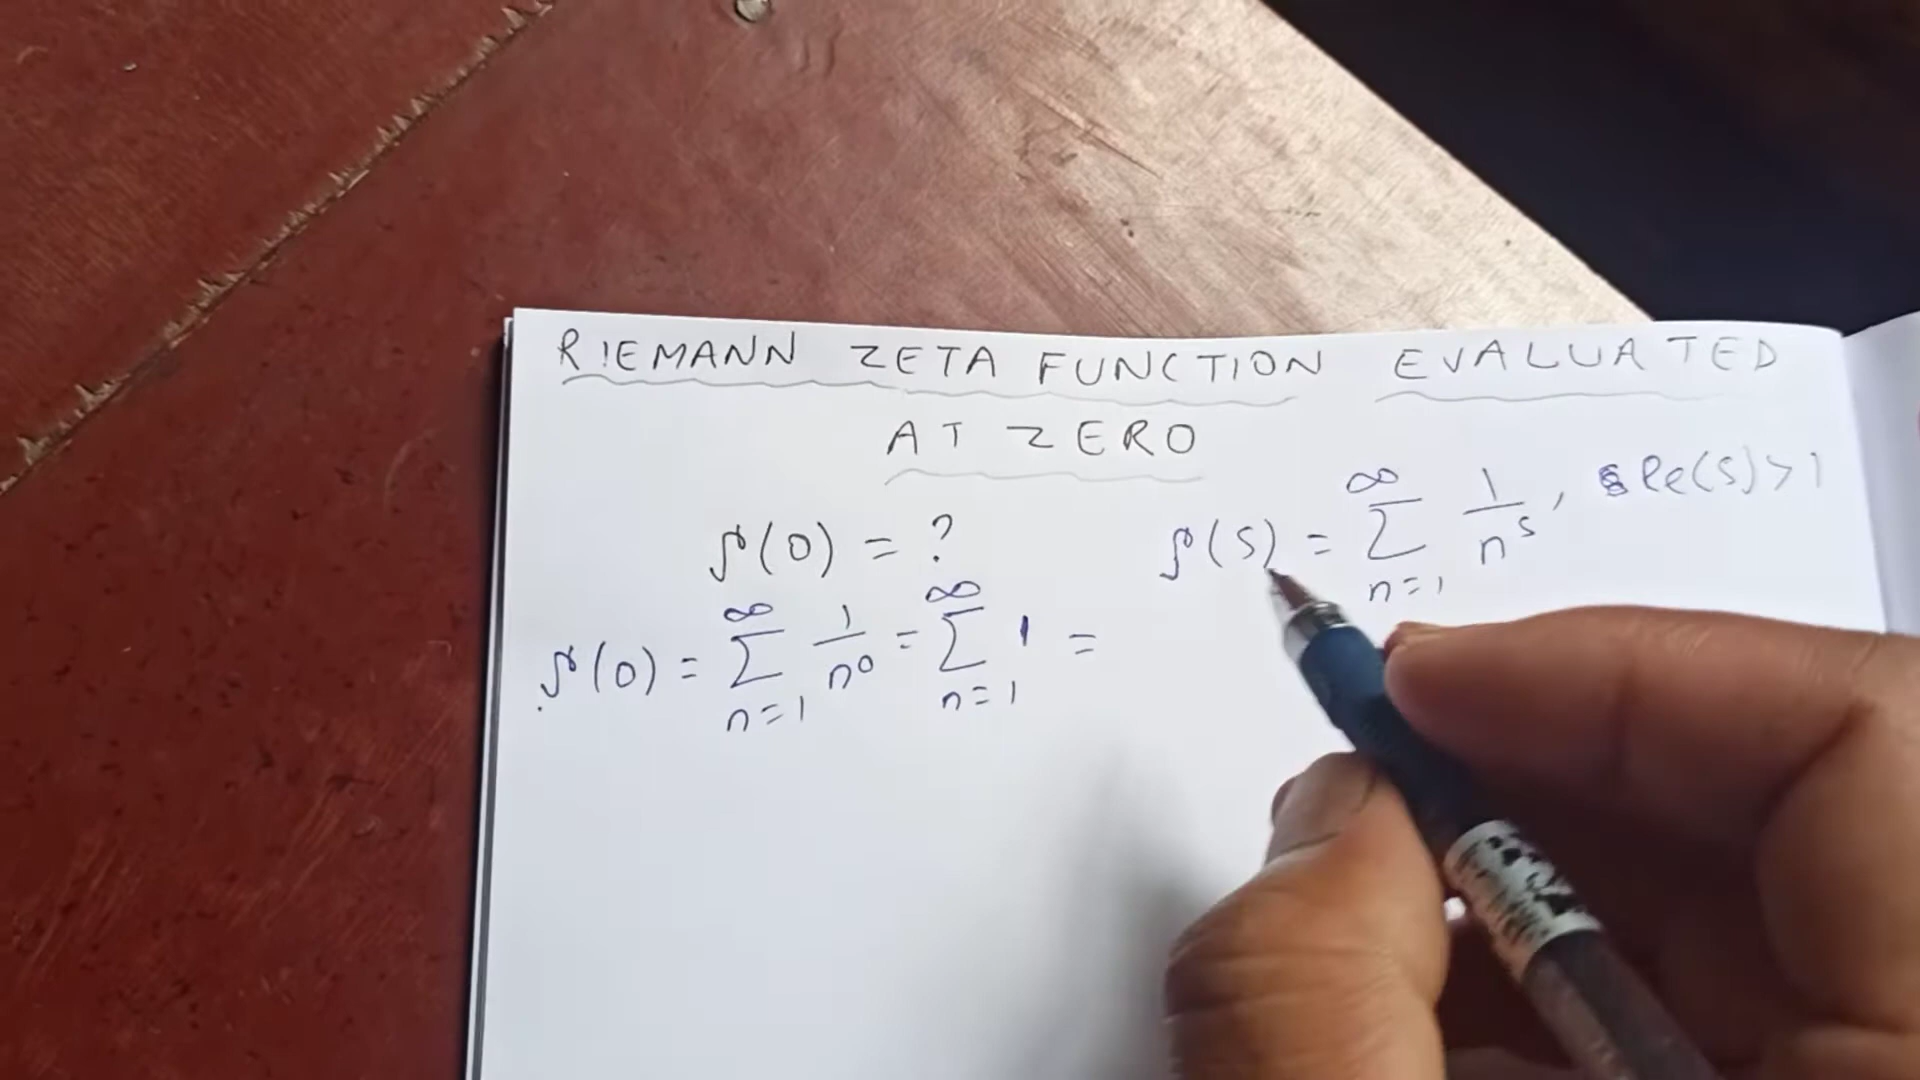 RIEMANN ZETA FUNCTION EVALUATED
AT ZERO
ζ(0) = ?
ζ(s) = ∑_{n=1}^{∞} 1/n^s, Re(s)>1
ζ(0) = ∑_{n=1}^{∞} 1/n^0 = ∑_{n=1}^{∞} 1 =